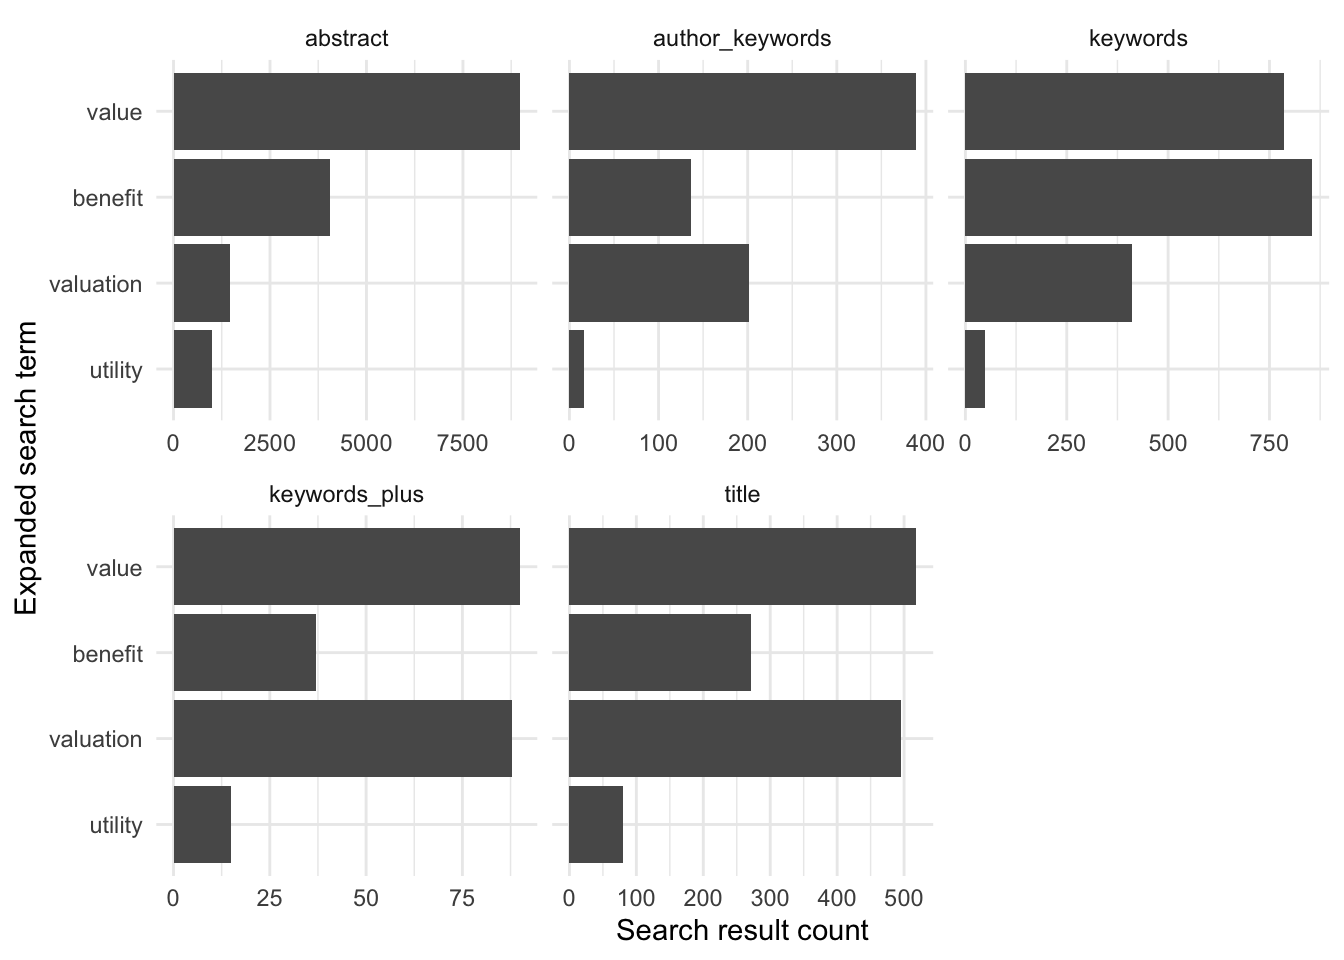 abstract
author_keywords
keywords
value
benefit
valuation
utility
0 2500 5000 7500
0 100 200 300 400
0 250 500 750
keywords_plus
title
value
benefit
valuation
utility
0 25 50 75
0 100 200 300 400 500
Expanded search term
Search result count